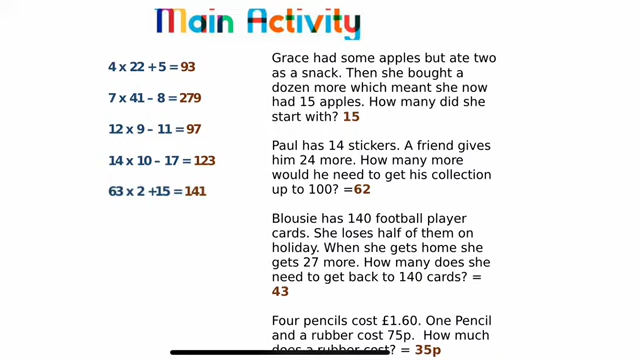 Main Activity
4 x 22 + 5 = 93
7 x 41 – 8 = 279
12 x 9 – 11 = 97
14 x 10 – 17 = 123
63 x 2 +15 = 141
Grace had some apples but ate two
as a snack. Then she bought a
dozen more which meant she now
had 15 apples. How many did she
start with? 15
Paul has 14 stickers. A friend gives
him 24 more. How many more
would he need to get his collection
up to 100? =62
Blousie has 140 football player
cards. She loses half of them on
holiday. When she gets home she
gets 27 more. How many does she
need to get back to 140 cards? =
43
Four pencils cost £1.60. One Pencil
and a rubber cost 75p. How much
does a rubber cost? = 35p